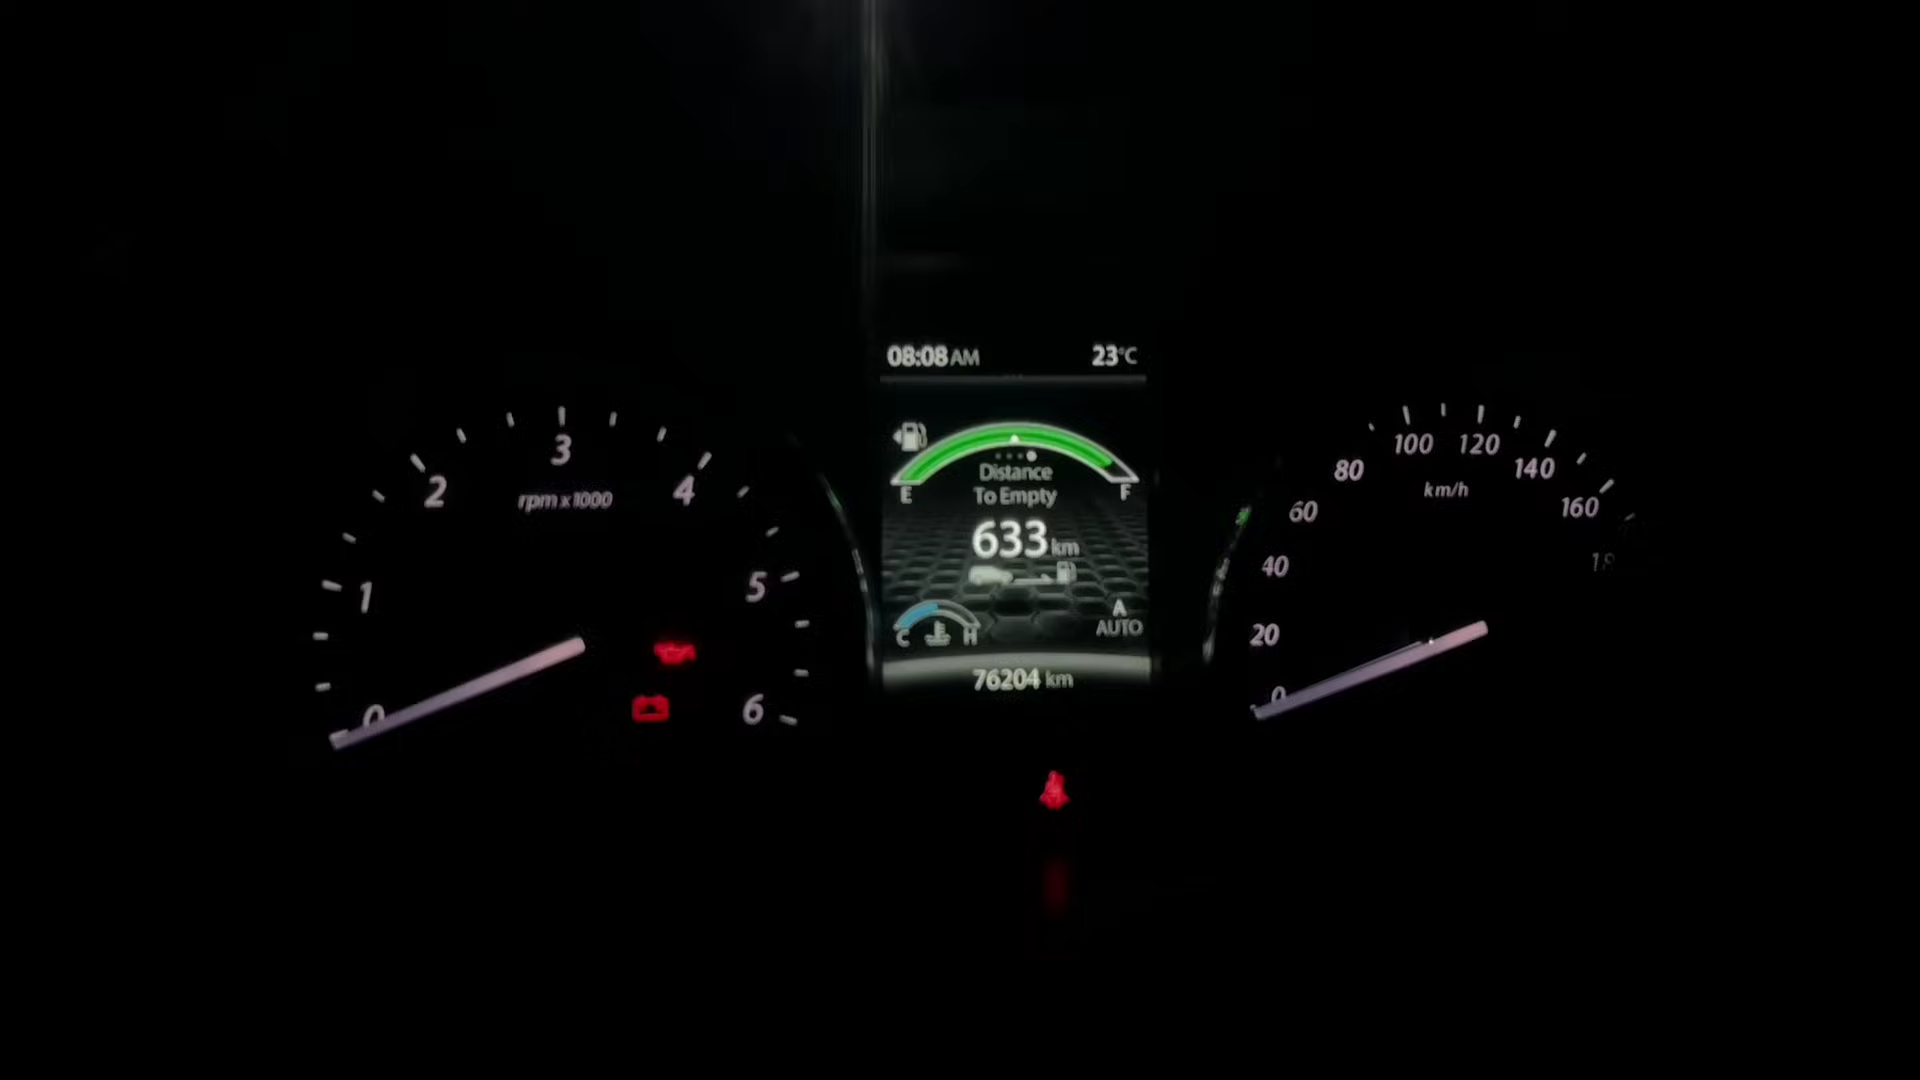 08:08 AM 23°C
E F
Distance
To Empty
633 km
C H
A
AUTO
76204 km
0 1 2 3 4 5 6
rpm x 1000
0 20 40 60 80 100 120 140 160
km/h